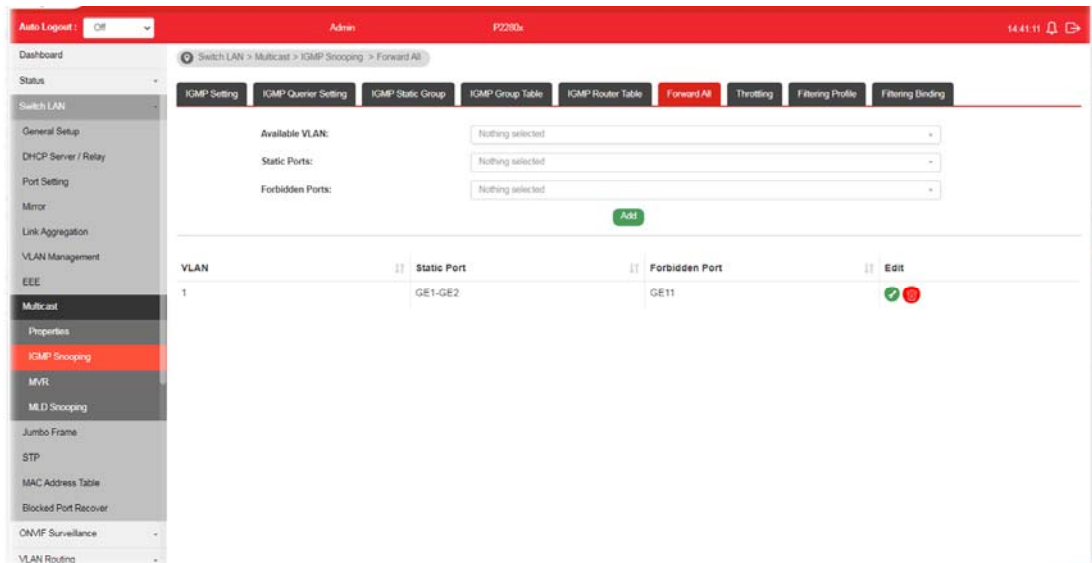 Auto Logout : Off Admin P2280x 14:41:11
Dashboard
Status
Switch LAN
General Setup
DHCP Server / Relay
Port Setting
Mirror
Link Aggregation
VLAN Management
EEE
Multicast
Properties
IGMP Snooping
MVR
MLD Snooping
Jumbo Frame
STP
MAC Address Table
Blocked Port Recover
ONVIF Surveillance
VLAN Routing
Switch LAN > Multicast > IGMP Snooping > Forward All
IGMP Setting IGMP Querier Setting IGMP Static Group IGMP Group Table IGMP Router Table Forward All Throttling Filtering Profile Filtering Binding
Available VLAN: Nothing selected
Static Ports: Nothing selected
Forbidden Ports: Nothing selected
Add
VLAN Static Port Forbidden Port Edit
1 GE1-GE2 GE11